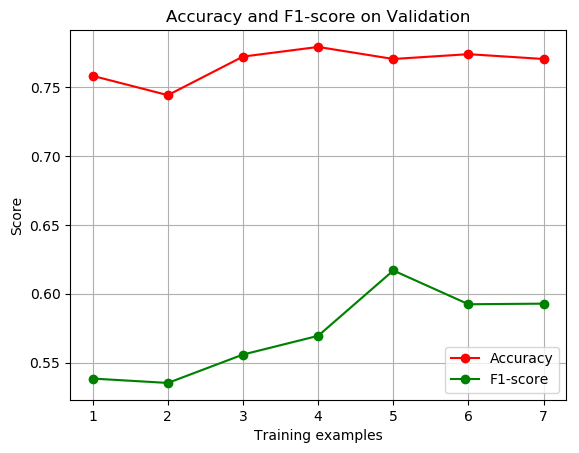 Accuracy and F1-score on Validation
Score
0.75
0.70
0.65
0.60
0.55
Accuracy
F1-score
1 2 3 4 5 6 7
Training examples